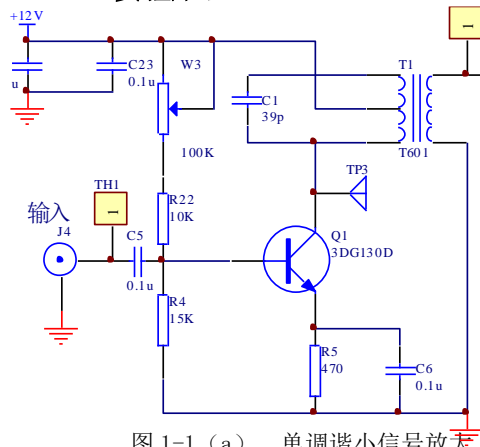 +12V
1
u
C23
0.1u
W3
100K
C1
39p
T1
T601
TH1
1
R22
10K
TP3
输入
J4
C5
0.1u
Q1
3DG130D
R4
15K
R5
470
C6
0.1u
图 1-1（a） 单调谐小信号放大